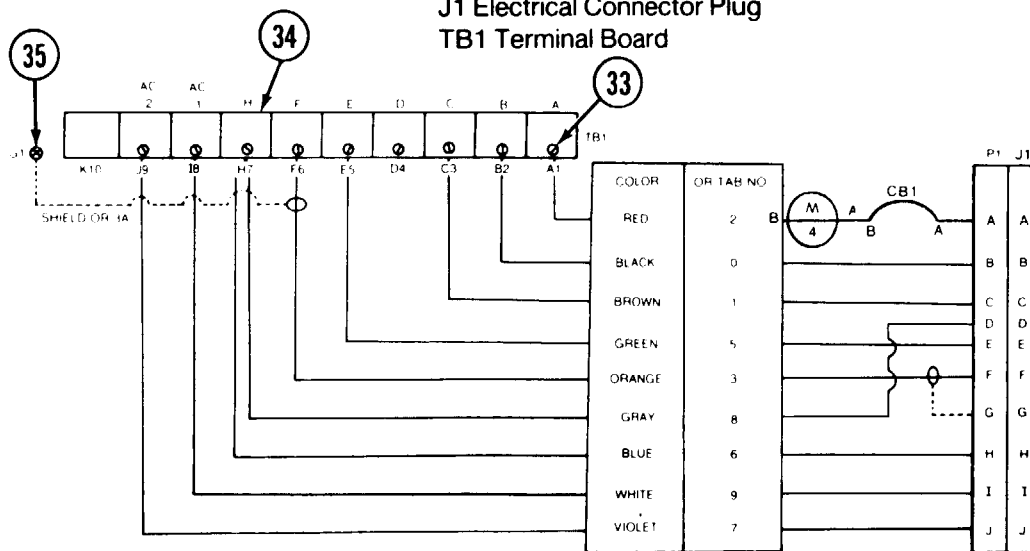 J1 Electrical Connector Plug
TB1 Terminal Board
35
34
33
AC 2
AC 1
H
F
E
D
C
B
A
TB1
K10
J9
I8
H7
F6
E5
D4
C3
B2
A1
SHIELD OR 3A
P1 J1
COLOR OR TAB NO
RED 2 B M 4 A B CB1 A A A
BLACK 0 B B
BROWN 1 C C
D D
GREEN 5 E E
ORANGE 3 F F
GRAY 8 G G
BLUE 6 H H
WHITE 9 I I
VIOLET 7 J J